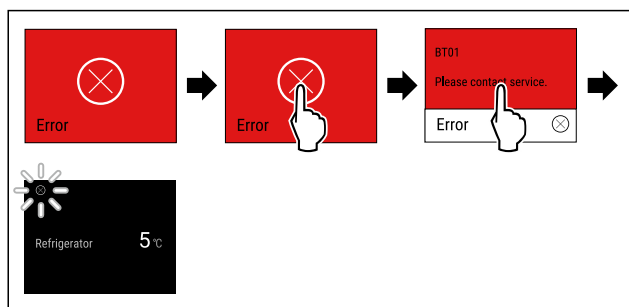 Error
Error
BT01
Please contact service.
Error
Refrigerator 5 °C